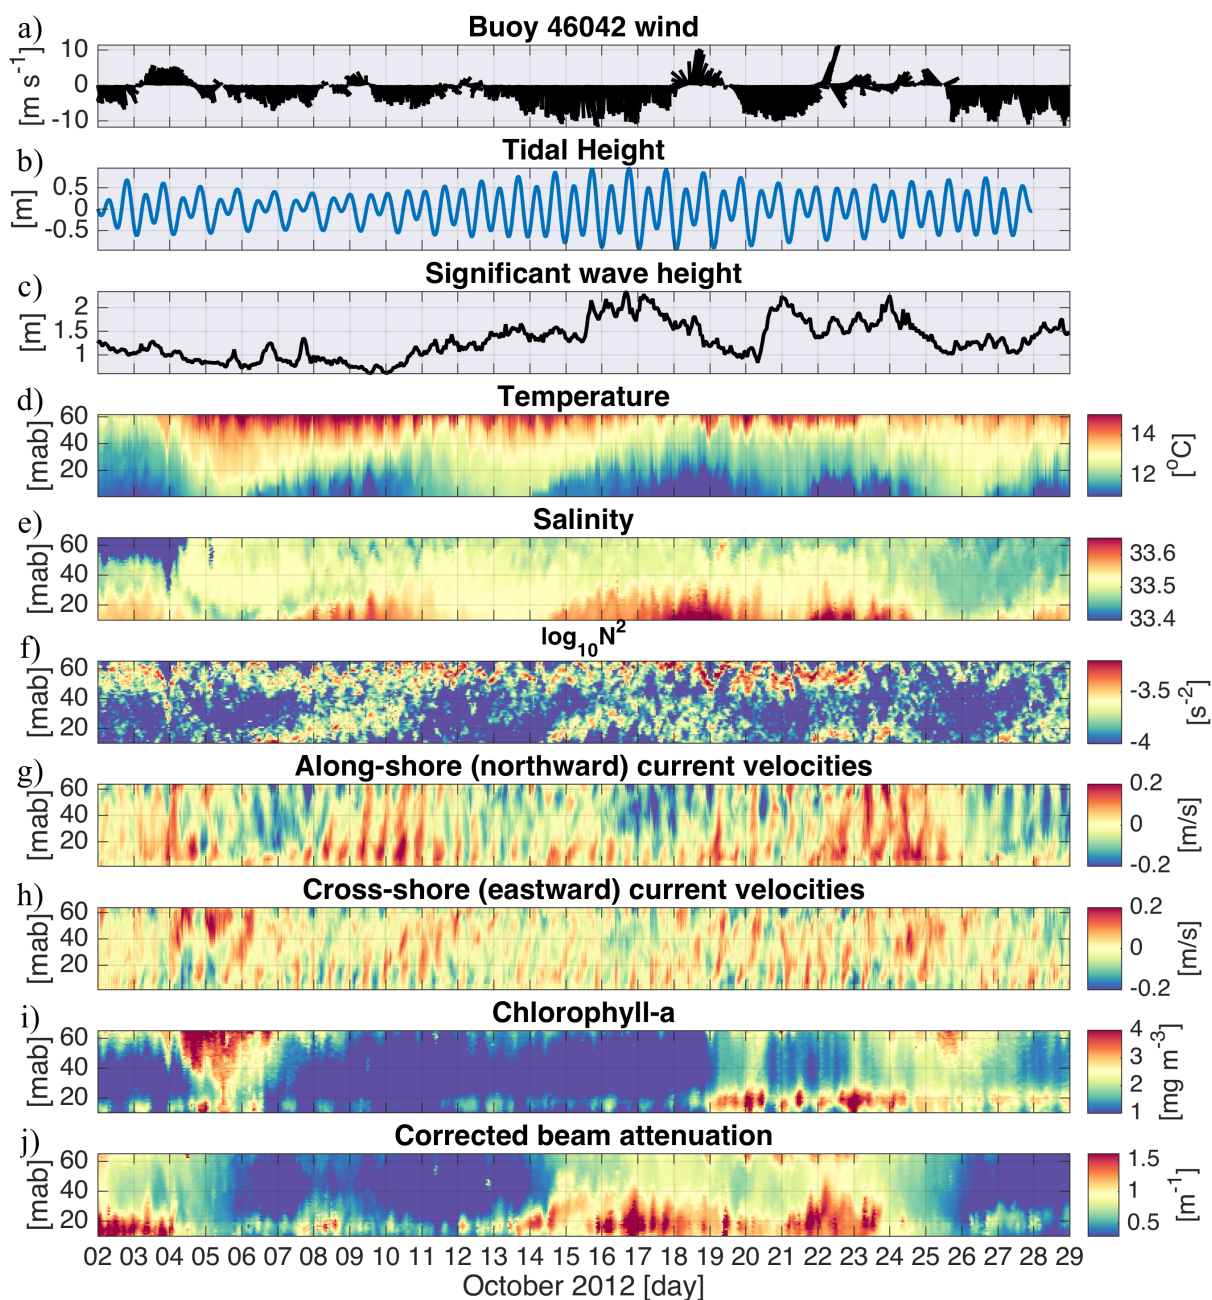 a) Buoy 46042 wind
10
0
-10
[m s-1]
b) Tidal Height
0.5
0
-0.5
[m]
c) Significant wave height
2
1.5
1
[m]
d) Temperature
60
40
20
[mab]
14
12
[oC]
e) Salinity
60
40
20
[mab]
33.6
33.5
33.4
f) log10N2
60
40
20
[mab]
-3.5
-4
[s-2]
g) Along-shore (northward) current velocities
60
40
20
[mab]
0.2
0
-0.2
[m/s]
h) Cross-shore (eastward) current velocities
60
40
20
[mab]
0.2
0
-0.2
[m/s]
i) Chlorophyll-a
60
40
20
[mab]
4
3
2
1
[mg m-3]
j) Corrected beam attenuation
60
40
20
[mab]
1.5
1
0.5
[m-1]
02 03 04 05 06 07 08 09 10 11 12 13 14 15 16 17 18 19 20 21 22 23 24 25 26 27 28 29
October 2012 [day]